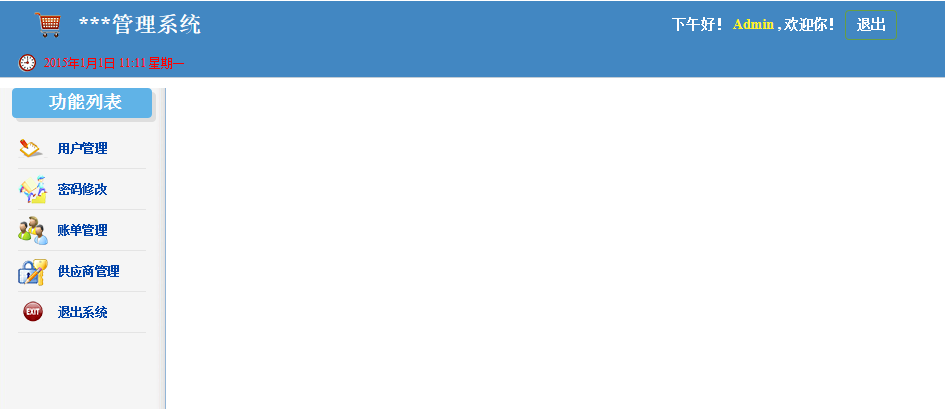 ***管理系统
下午好! Admin , 欢迎你! 退出
2015年1月1日 11:11 星期一
功能列表
用户管理
密码修改
账单管理
供应商管理
EXIT 退出系统